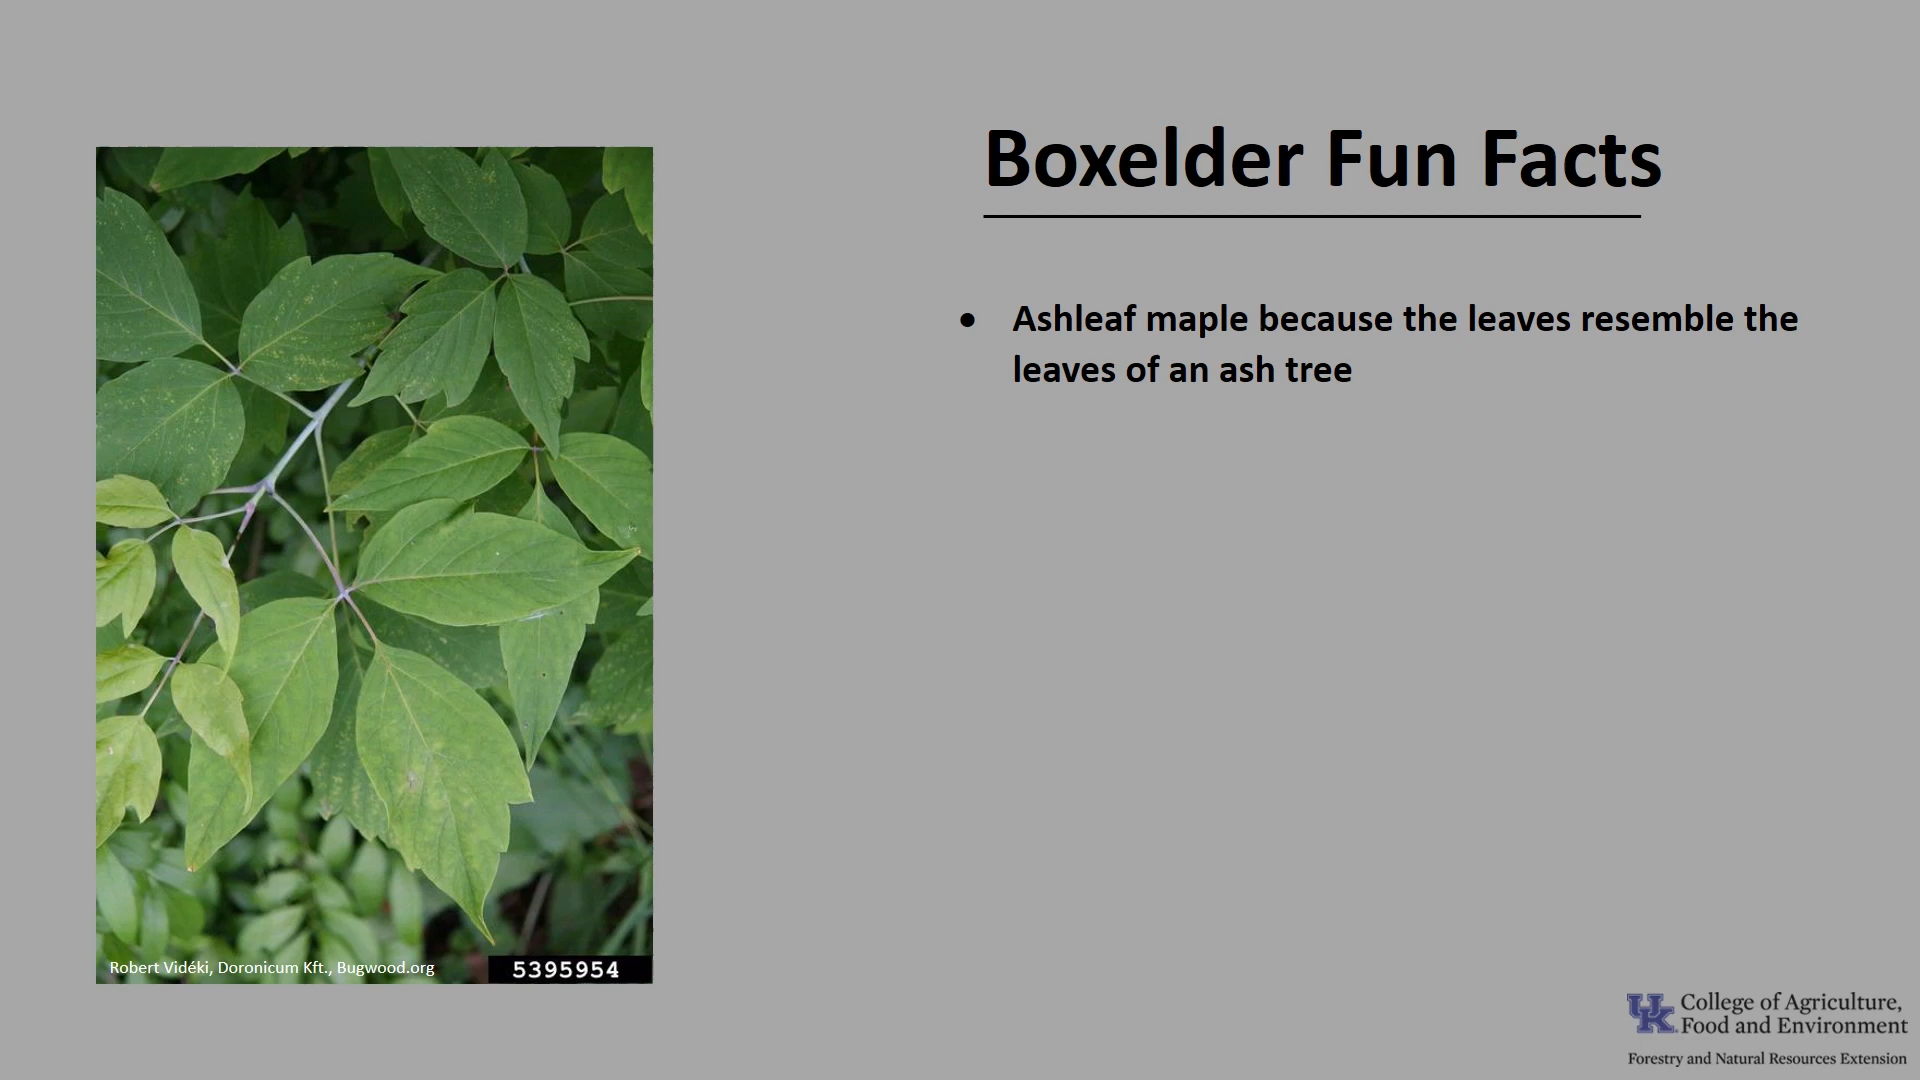 Boxelder Fun Facts
• Ashleaf maple because the leaves resemble the
leaves of an ash tree
Robert Vidéki, Doronicum Kft., Bugwood.org
5395954
UK College of Agriculture,
Food and Environment
Forestry and Natural Resources Extension